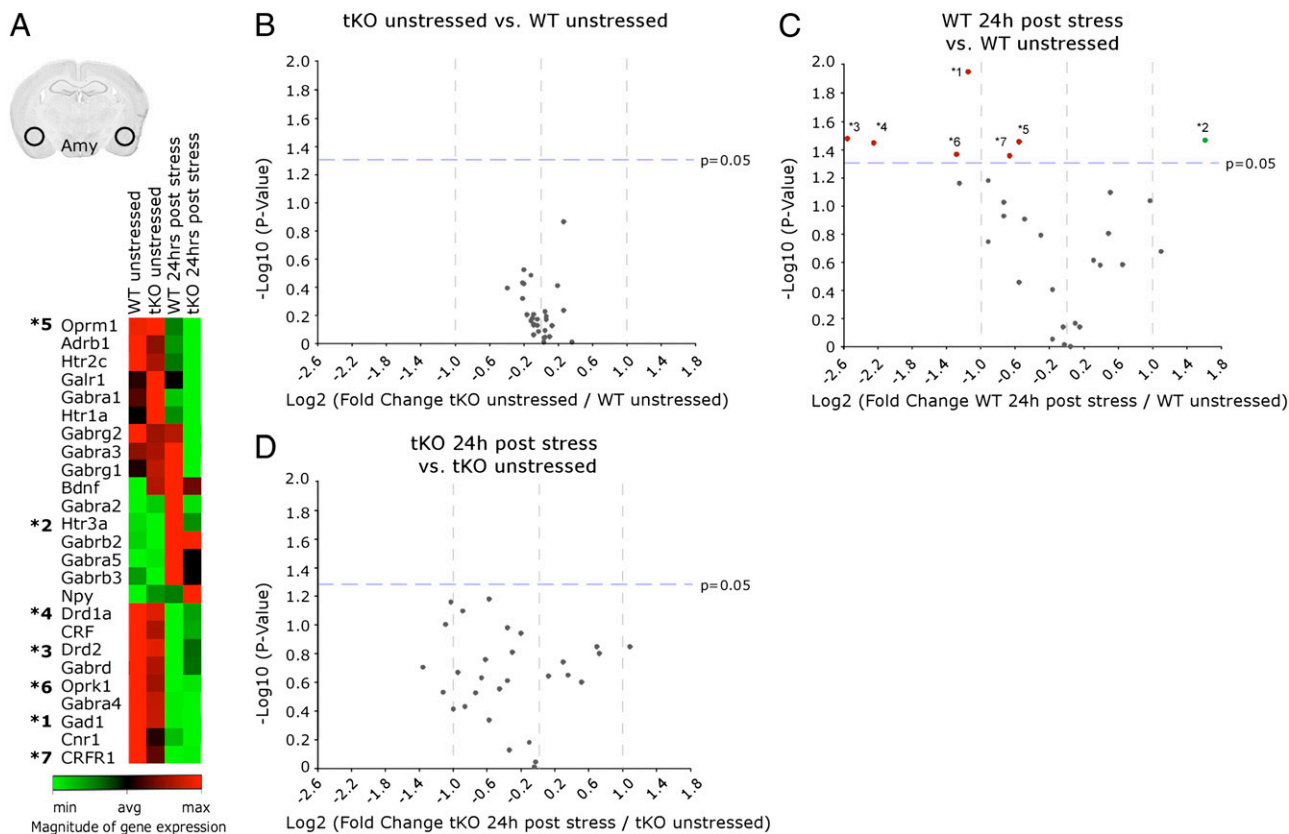 A
Amy
WT unstressed
tKO unstressed
WT 24hrs post stress
tKO 24hrs post stress
*5 Oprm1
Adrb1
Htr2c
Galr1
Gabra1
Htr1a
Gabrg2
Gabra3
Gabrg1
Bdnf
Gabra2
*2 Htr3a
Gabrb2
Gabra5
Gabrb3
Npy
*4 Drd1a
CRF
*3 Drd2
Gabrd
*6 Oprk1
Gabra4
*1 Gad1
Cnr1
*7 CRFR1
min avg max
Magnitude of gene expression
B
tKO unstressed vs. WT unstressed
-Log10 (P-Value)
2.0
1.8
1.6
1.4
1.2
1.0
0.8
0.6
0.4
0.2
0
p=0.05
-2.6 -2.2 -1.8 -1.4 -1.0 -0.6 -0.2 0.2 0.6 1.0 1.4 1.8
Log2 (Fold Change tKO unstressed / WT unstressed)
C
WT 24h post stress
vs. WT unstressed
-Log10 (P-Value)
2.0
1.8
1.6
1.4
1.2
1.0
0.8
0.6
0.4
0.2
0
*1
*3
*4
*6
*7
*5
*2
p=0.05
-2.6 -2.2 -1.8 -1.4 -1.0 -0.6 -0.2 0.2 0.6 1.0 1.4 1.8
Log2 (Fold Change WT 24h post stress / WT unstressed)
D
tKO 24h post stress
vs. tKO unstressed
-Log10 (P-Value)
2.0
1.8
1.6
1.4
1.2
1.0
0.8
0.6
0.4
0.2
0
p=0.05
-2.6 -2.2 -1.8 -1.4 -1.0 -0.6 -0.2 0.2 0.6 1.0 1.4 1.8
Log2 (Fold Change tKO 24h post stress / tKO unstressed)